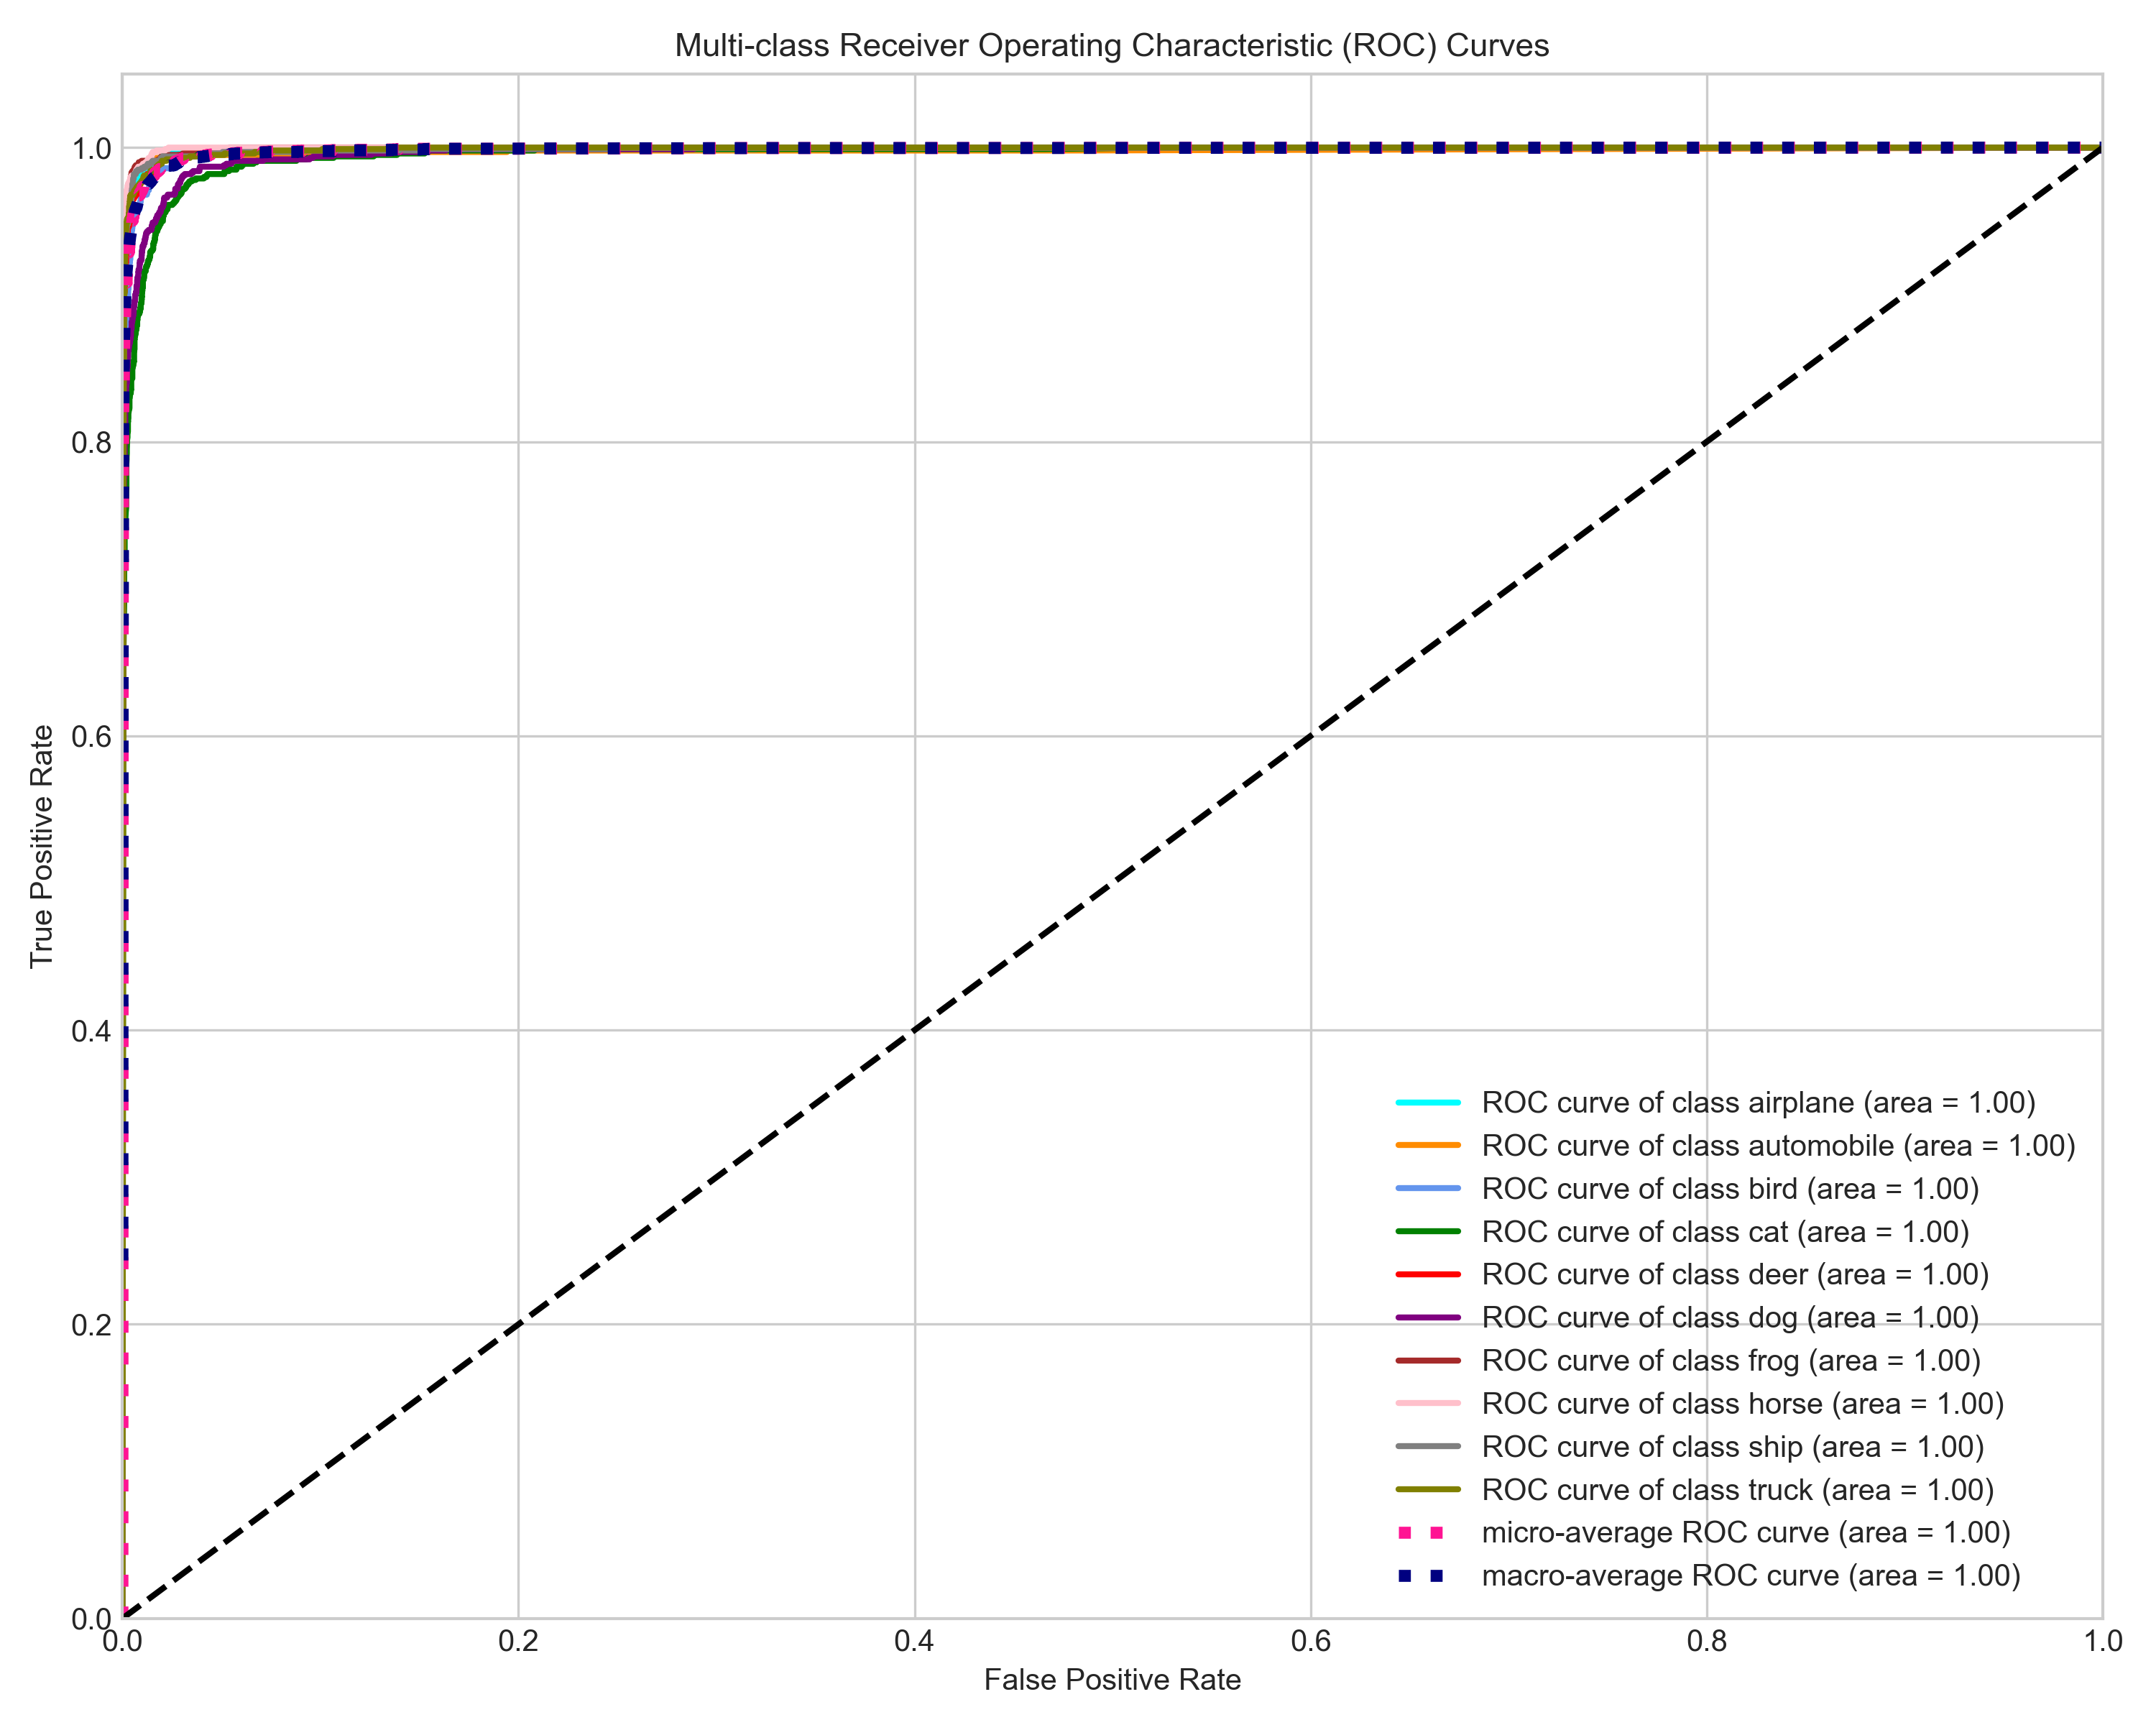 Multi-class Receiver Operating Characteristic (ROC) Curves
1.0
0.8
0.6
0.4
0.2
0.0
True Positive Rate
0.0 0.2 0.4 0.6 0.8 1.0
False Positive Rate
ROC curve of class airplane (area = 1.00)
ROC curve of class automobile (area = 1.00)
ROC curve of class bird (area = 1.00)
ROC curve of class cat (area = 1.00)
ROC curve of class deer (area = 1.00)
ROC curve of class dog (area = 1.00)
ROC curve of class frog (area = 1.00)
ROC curve of class horse (area = 1.00)
ROC curve of class ship (area = 1.00)
ROC curve of class truck (area = 1.00)
micro-average ROC curve (area = 1.00)
macro-average ROC curve (area = 1.00)